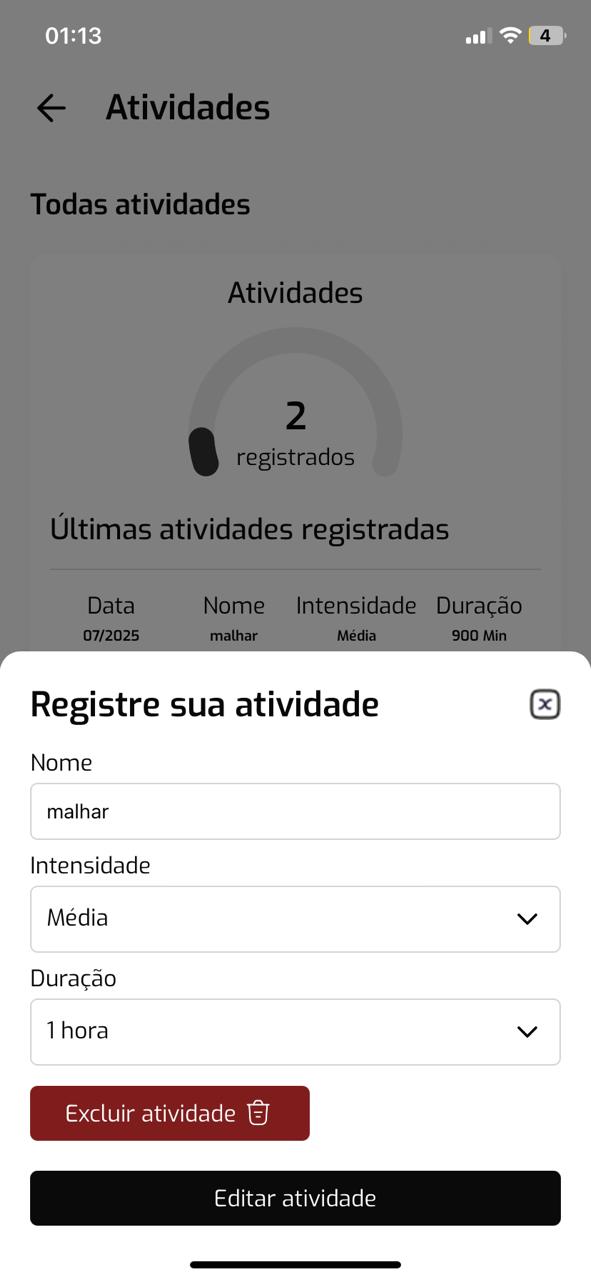 01:13
4
Atividades
Todas atividades
Atividades
2
registrados
Últimas atividades registradas
Data Nome Intensidade Duração
07/2025 malhar Média 900 Min
Registre sua atividade
Nome
malhar
Intensidade
Média
Duração
1 hora
Excluir atividade
Editar atividade